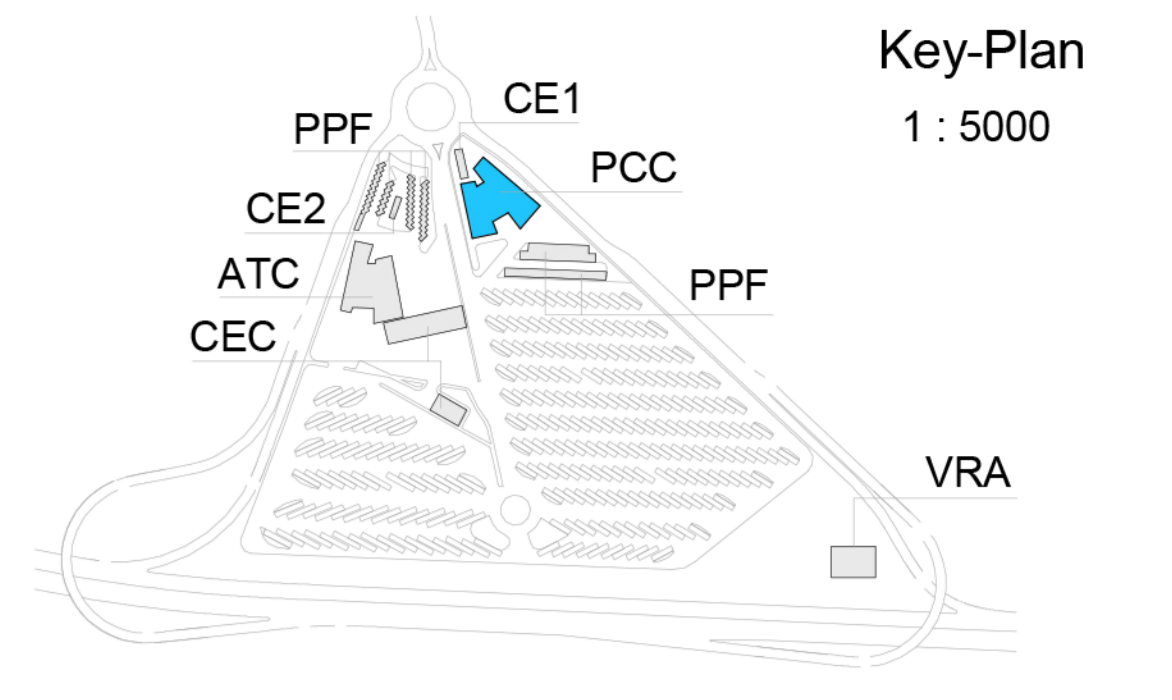 Key-Plan
1 : 5000
CE1
PPF
PCC
CE2
ATC
PPF
CEC
VRA